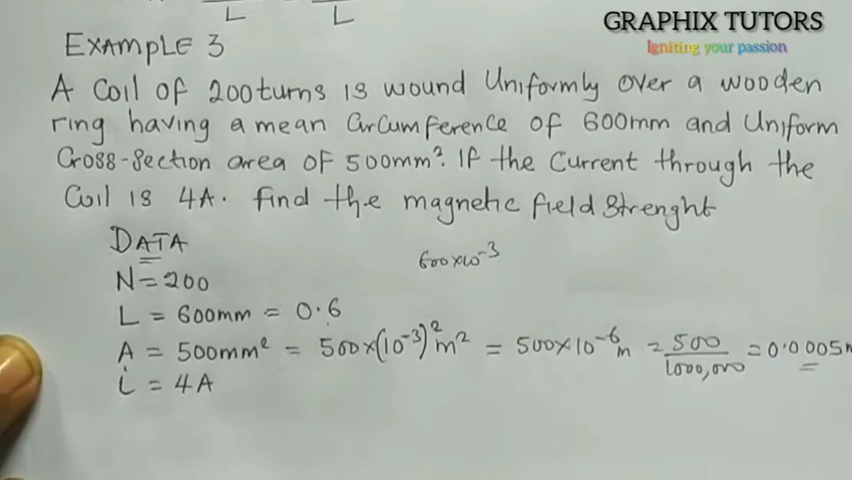 L L
GRAPHIX TUTORS
Igniting your passion
EXAMPLE 3
A Coil of 200turns is wound Uniformly over a wooden
ring having a mean Circumference of 600mm and Uniform
Cross-Section area of 500mm². If the Current through the
Coil is 4A. find the magnetic field Strenght
DATA
600×10⁻³
N=200
L = 600mm = 0.6
A = 500mm² = 500×(10⁻³)²m² = 500×10⁻⁶m = 500/1000,000 = 0.0005m
i = 4A